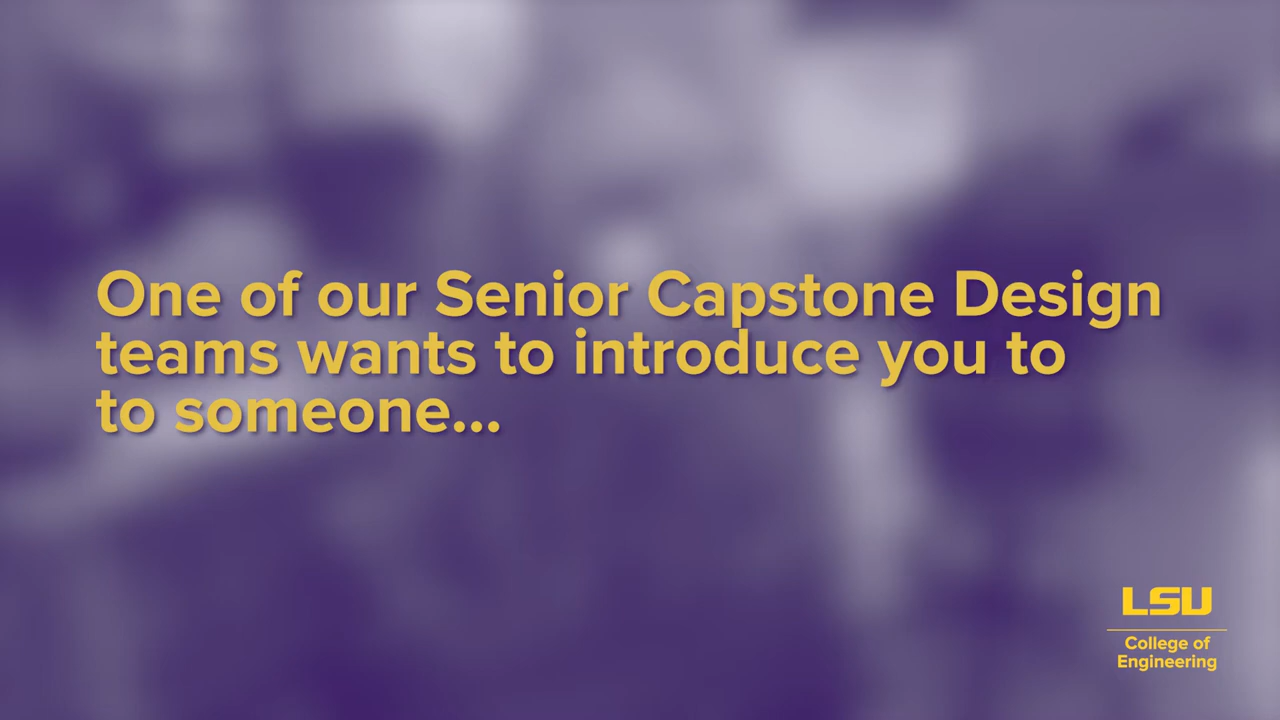 One of our Senior Capstone Design
teams wants to introduce you to
to someone...
LSU
College of
Engineering